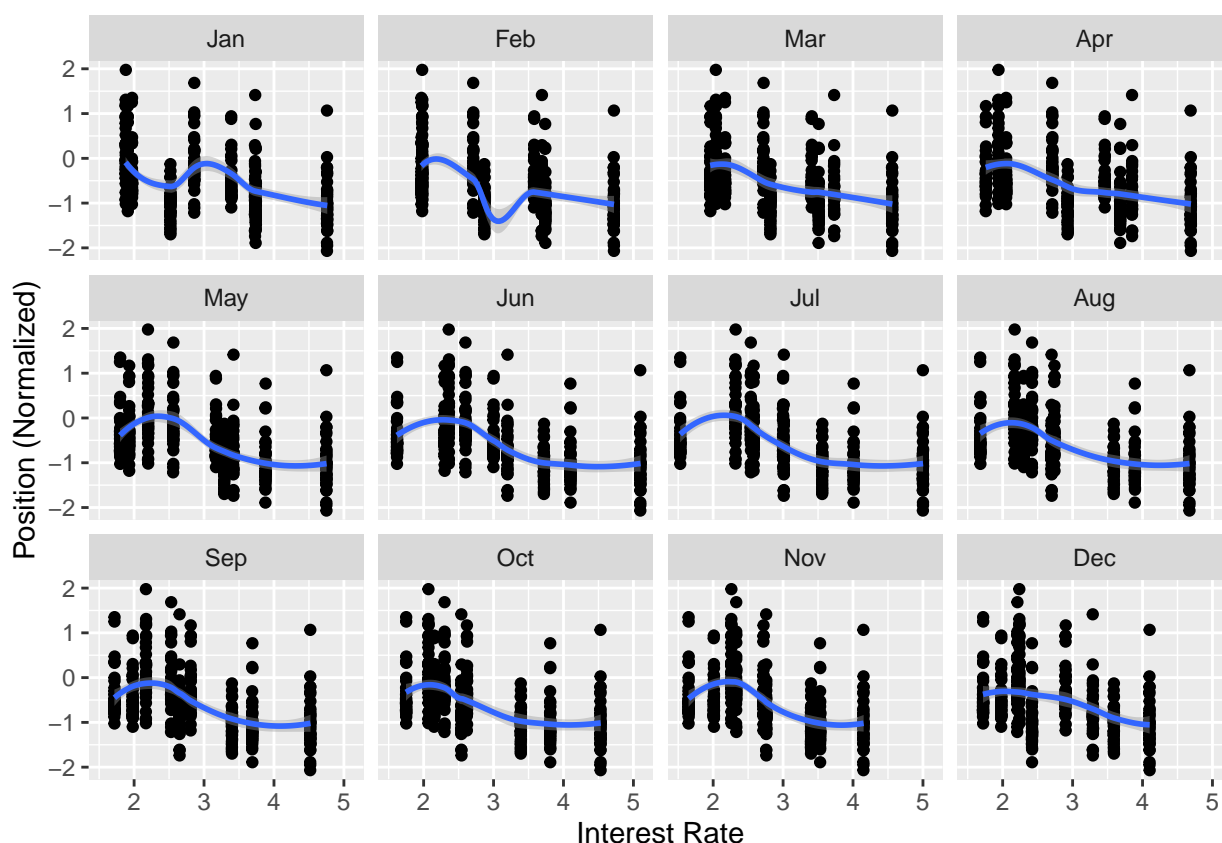 Jan Feb Mar Apr
2
1
0
−1
−2
May Jun Jul Aug
2
1
0
−1
−2
Sep Oct Nov Dec
2
1
0
−1
−2
2 3 4 5 2 3 4 5 2 3 4 5 2 3 4 5
Interest Rate
Position (Normalized)